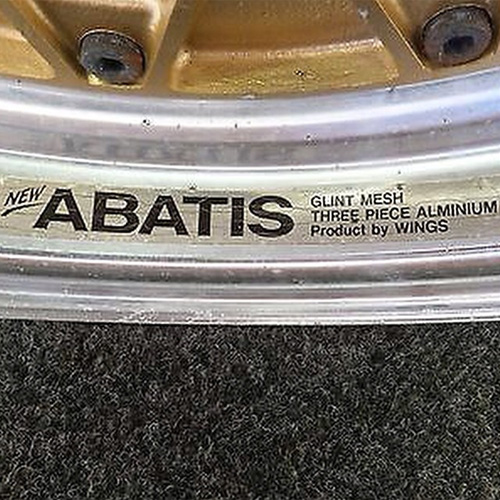 NEW ABATIS
GLINT MESH
THREE PIECE ALMINIUM
Product by WINGS